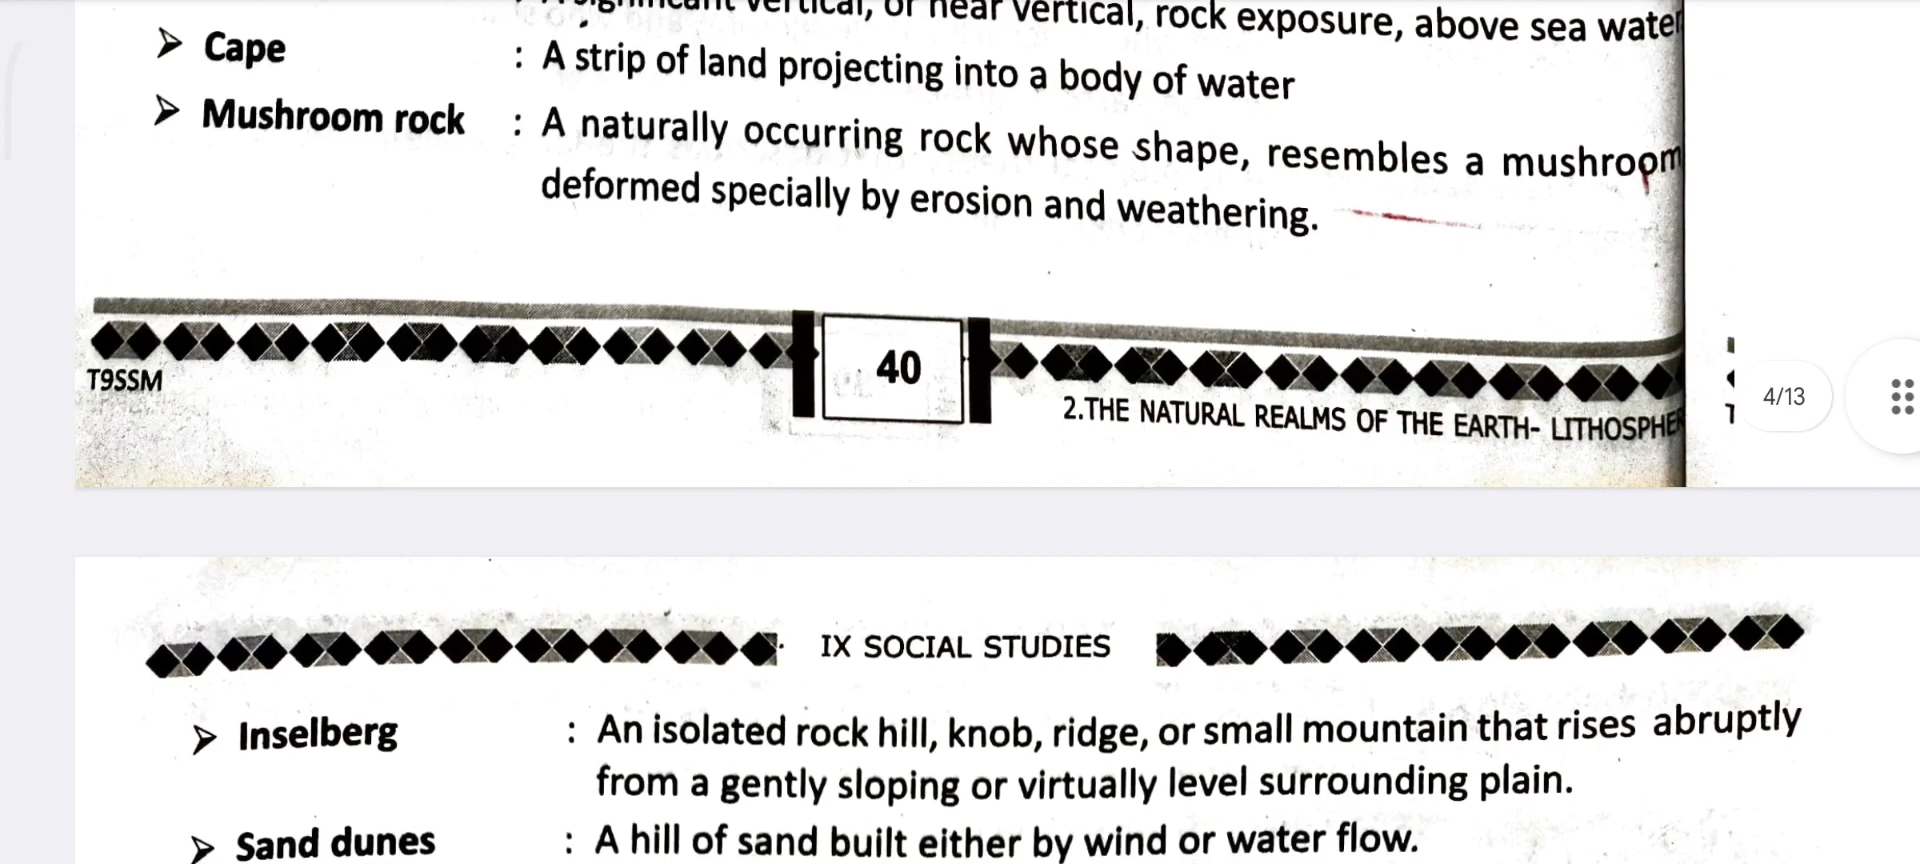 significant vertical, or near vertical, rock exposure, above sea water
➢ Cape : A strip of land projecting into a body of water
➢ Mushroom rock : A naturally occurring rock whose shape, resembles a mushroom
deformed specially by erosion and weathering.
40
T9SSM
2.THE NATURAL REALMS OF THE EARTH- LITHOSPHE
4/13
IX SOCIAL STUDIES
➢ Inselberg : An isolated rock hill, knob, ridge, or small mountain that rises abruptly
from a gently sloping or virtually level surrounding plain.
➢ Sand dunes : A hill of sand built either by wind or water flow.